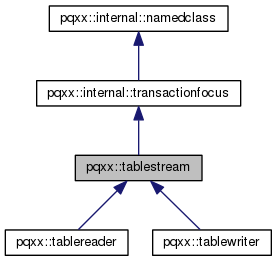 pqxx::internal::namedclass
pqxx::internal::transactionfocus
pqxx::tablestream
pqxx::tablereader
pqxx::tablewriter